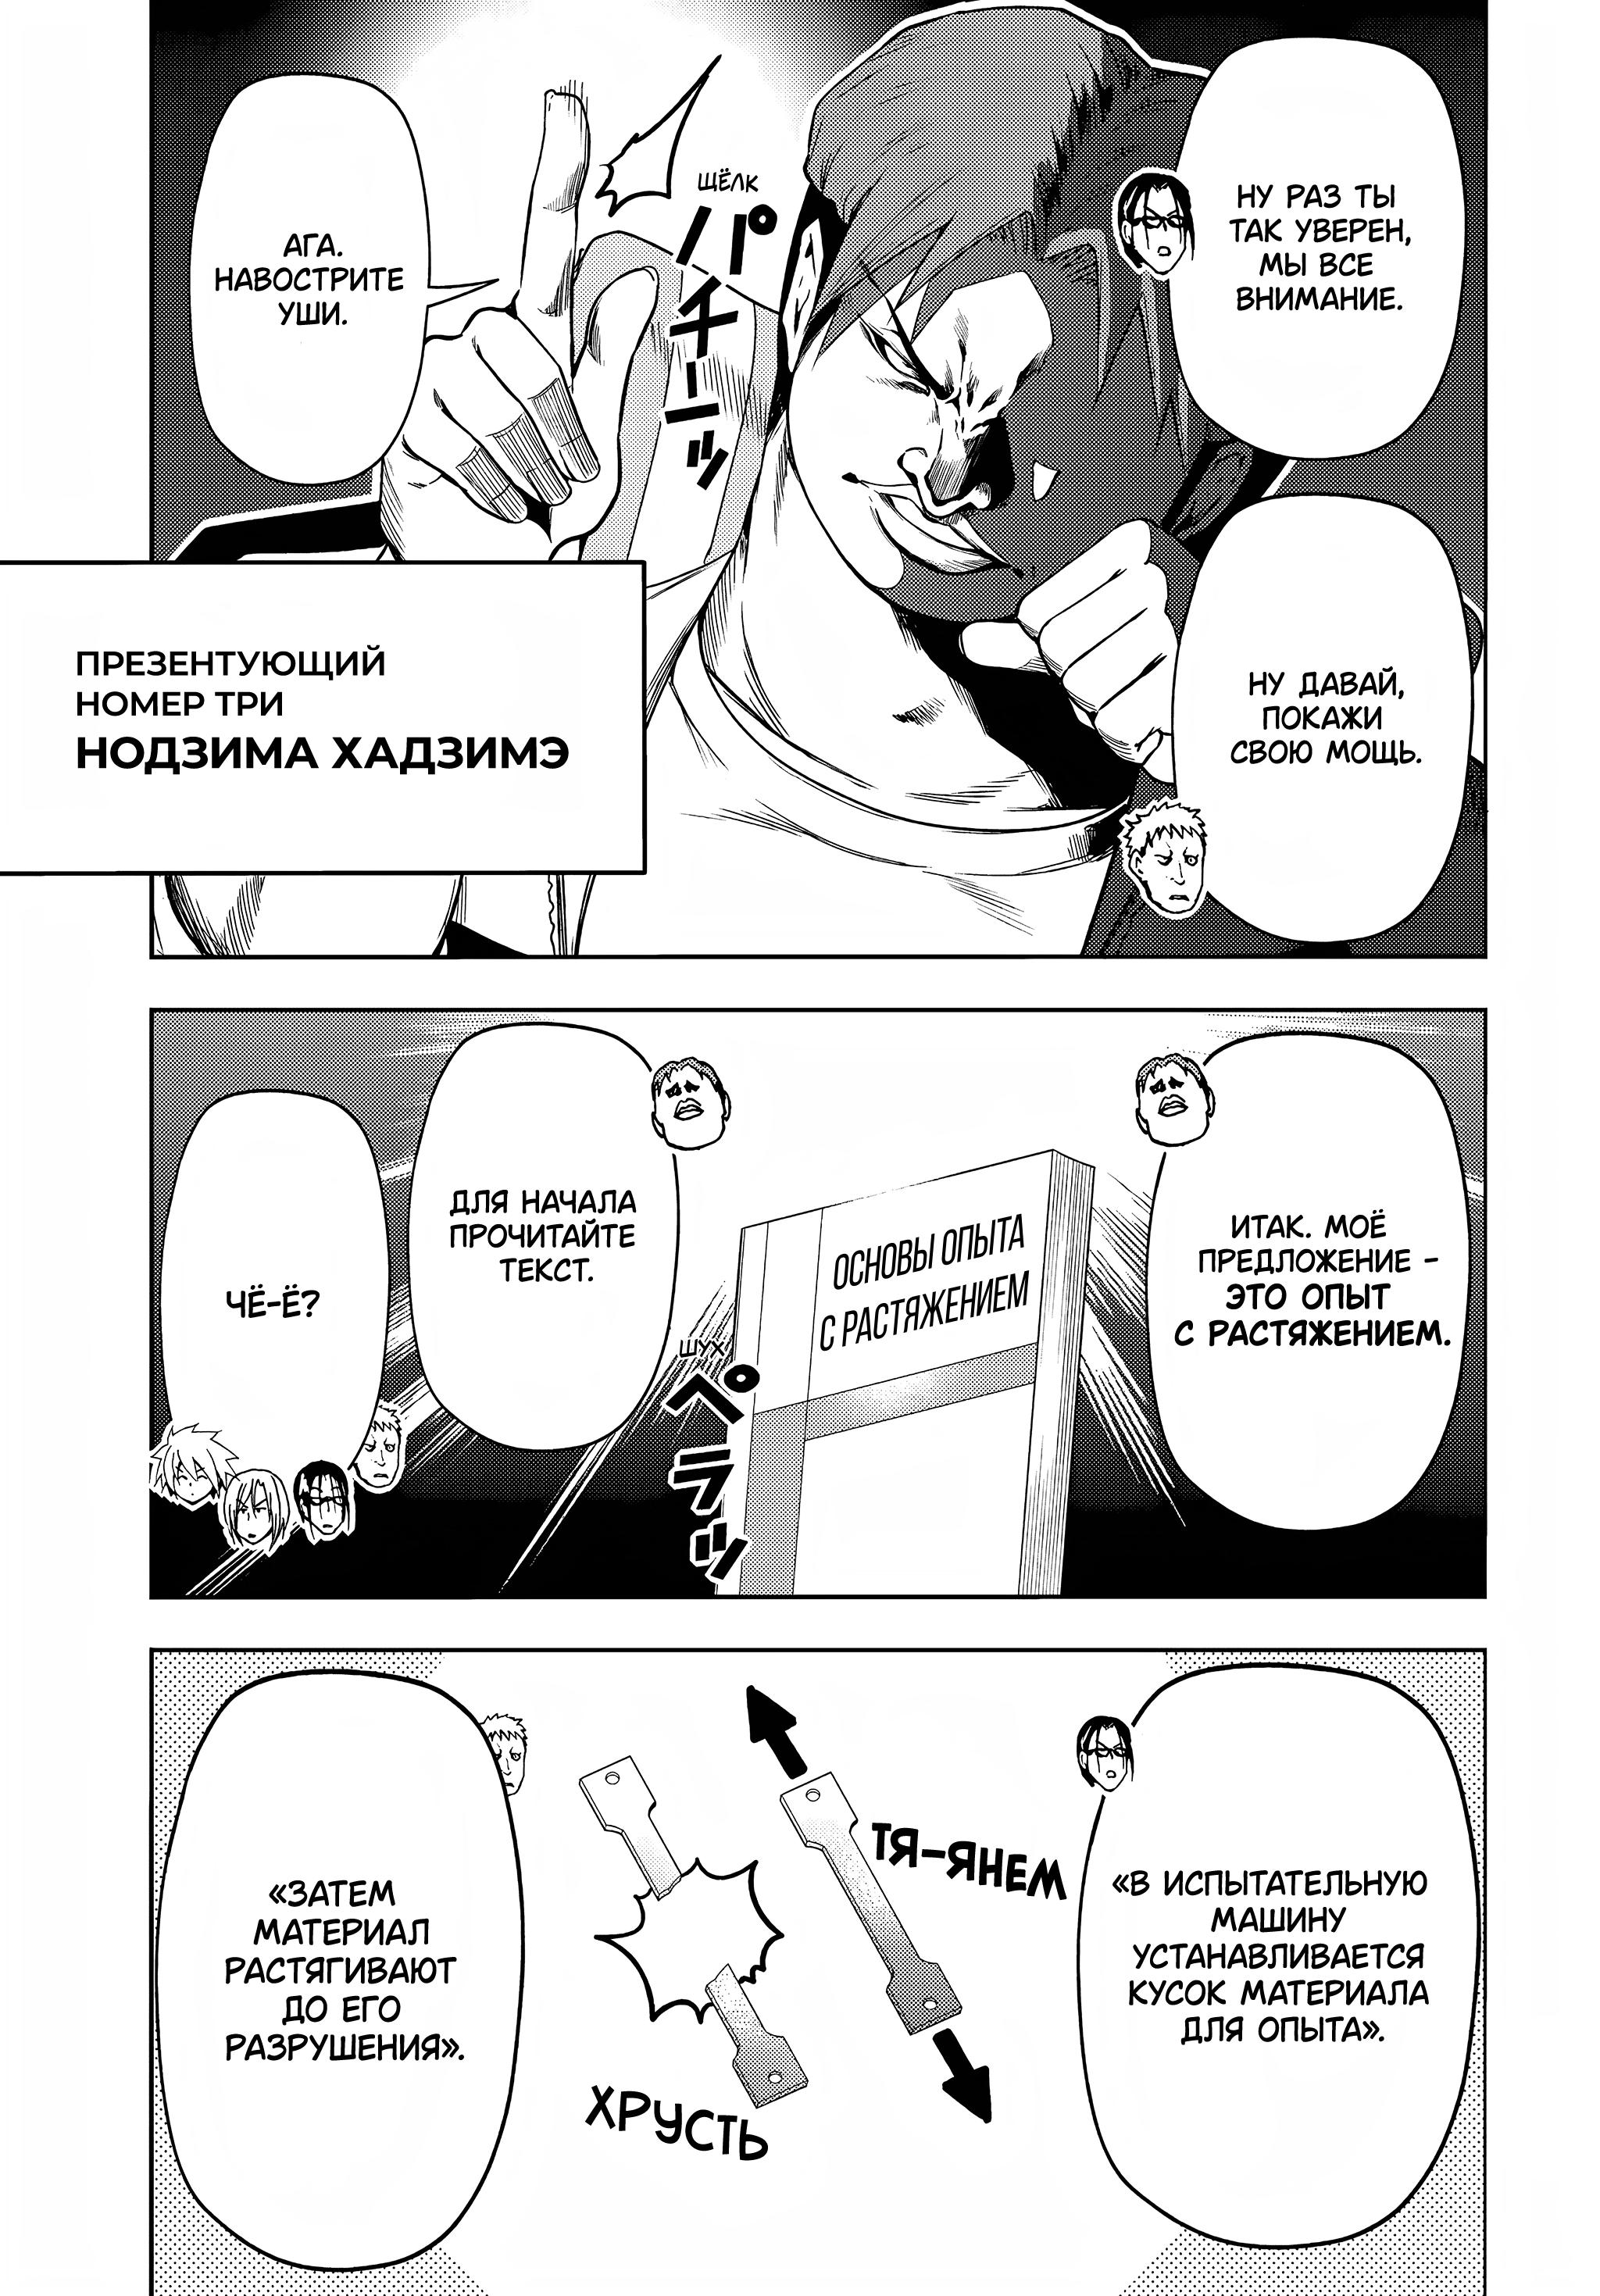 НУ РАЗ ТЫ
ТАК УВЕРЕН,
МЫ ВСЕ
ВНИМАНИЕ.
ЩЁЛК
パチーッ
АГА.
НАВОСТРИТЕ
УШИ.
НУ ДАВАЙ,
ПОКАЖИ
СВОЮ МОЩЬ.
ПРЕЗЕНТУЮЩИЙ
НОМЕР ТРИ
НОДЗИМА ХАДЗИМЭ
ИТАК. МОЁ
ПРЕДЛОЖЕНИЕ –
ЭТО ОПЫТ
С РАСТЯЖЕНИЕМ.
ОСНОВЫ ОПЫТА
С РАСТЯЖЕНИЕМ
ШУХ
ペラッ
ДЛЯ НАЧАЛА
ПРОЧИТАЙТЕ
ТЕКСТ.
ЧЁ-Ё?
«В ИСПЫТАТЕЛЬНУЮ
МАШИНУ
УСТАНАВЛИВАЕТСЯ
КУСОК МАТЕРИАЛА
ДЛЯ ОПЫТА».
ТЯ-ЯНЕМ
ХРУСТЬ
«ЗАТЕМ
МАТЕРИАЛ
РАСТЯГИВАЮТ
ДО ЕГО
РАЗРУШЕНИЯ».